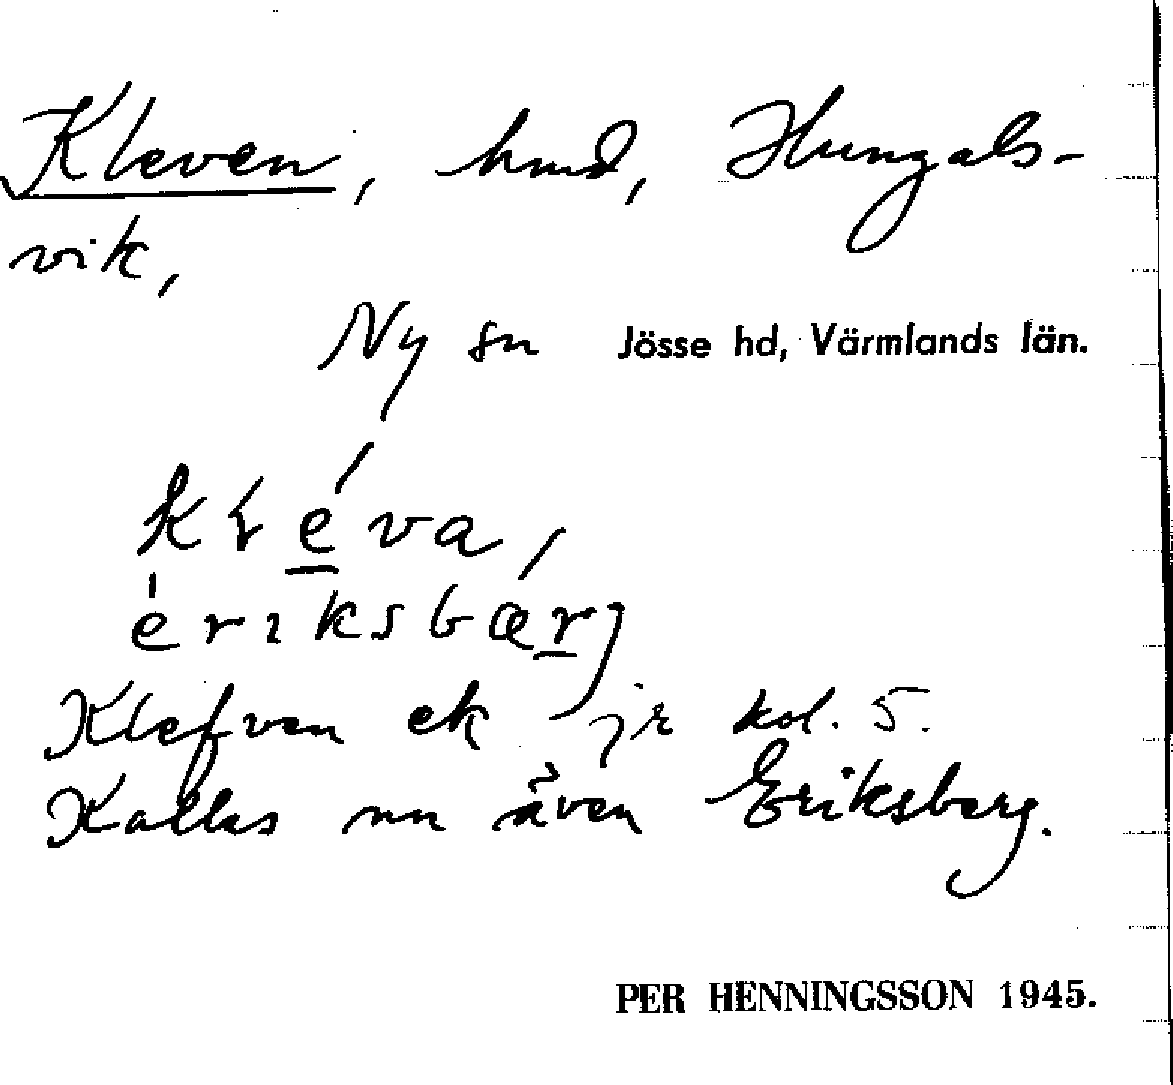 Kleven, hmd, Hungals-
vik,
Ny sn Jösse hd, Värmlands län.
kléva,
ériksbærj
Klefven ek jr kol. 5.
Kallas nu även Eriksberg.
PER HENNINGSSON 1945.